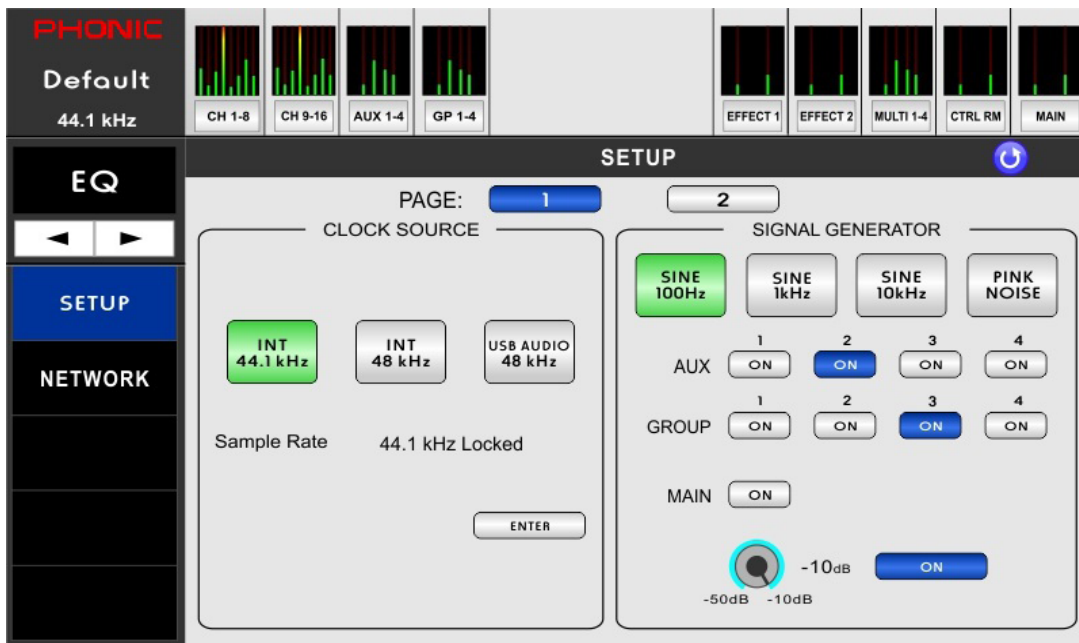 PHONIC
Default
44.1 kHz
CH 1-8 CH 9-16 AUX 1-4 GP 1-4 EFFECT 1 EFFECT 2 MULTI 1-4 CTRL RM MAIN
EQ
SETUP
NETWORK
SETUP
PAGE: 1 2
CLOCK SOURCE
INT
44.1 kHz
INT
48 kHz
USB AUDIO
48 kHz
Sample Rate 44.1 kHz Locked
ENTER
SIGNAL GENERATOR
SINE
100Hz
SINE
1kHz
SINE
10kHz
PINK
NOISE
1 2 3 4
AUX ON ON ON ON
1 2 3 4
GROUP ON ON ON ON
MAIN ON
-10dB ON
-50dB -10dB